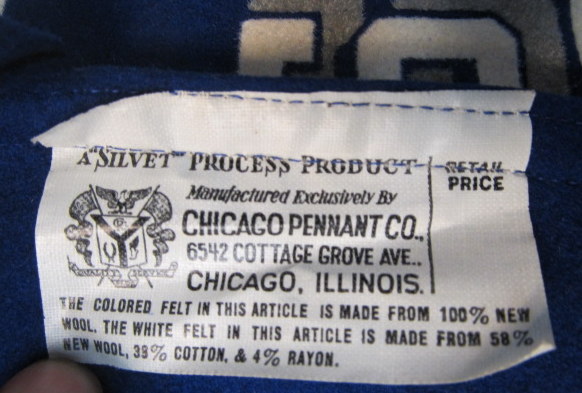 A "SILVET" PROCESS PRODUCT
RETAIL
PRICE
Manufactured Exclusively By
CHICAGO PENNANT CO.,
6542 COTTAGE GROVE AVE..
CHICAGO, ILLINOIS.
THE COLORED FELT IN THIS ARTICLE IS MADE FROM 100% NEW
WOOL. THE WHITE FELT IN THIS ARTICLE IS MADE FROM 58%
NEW WOOL, 38% COTTON, & 4% RAYON.